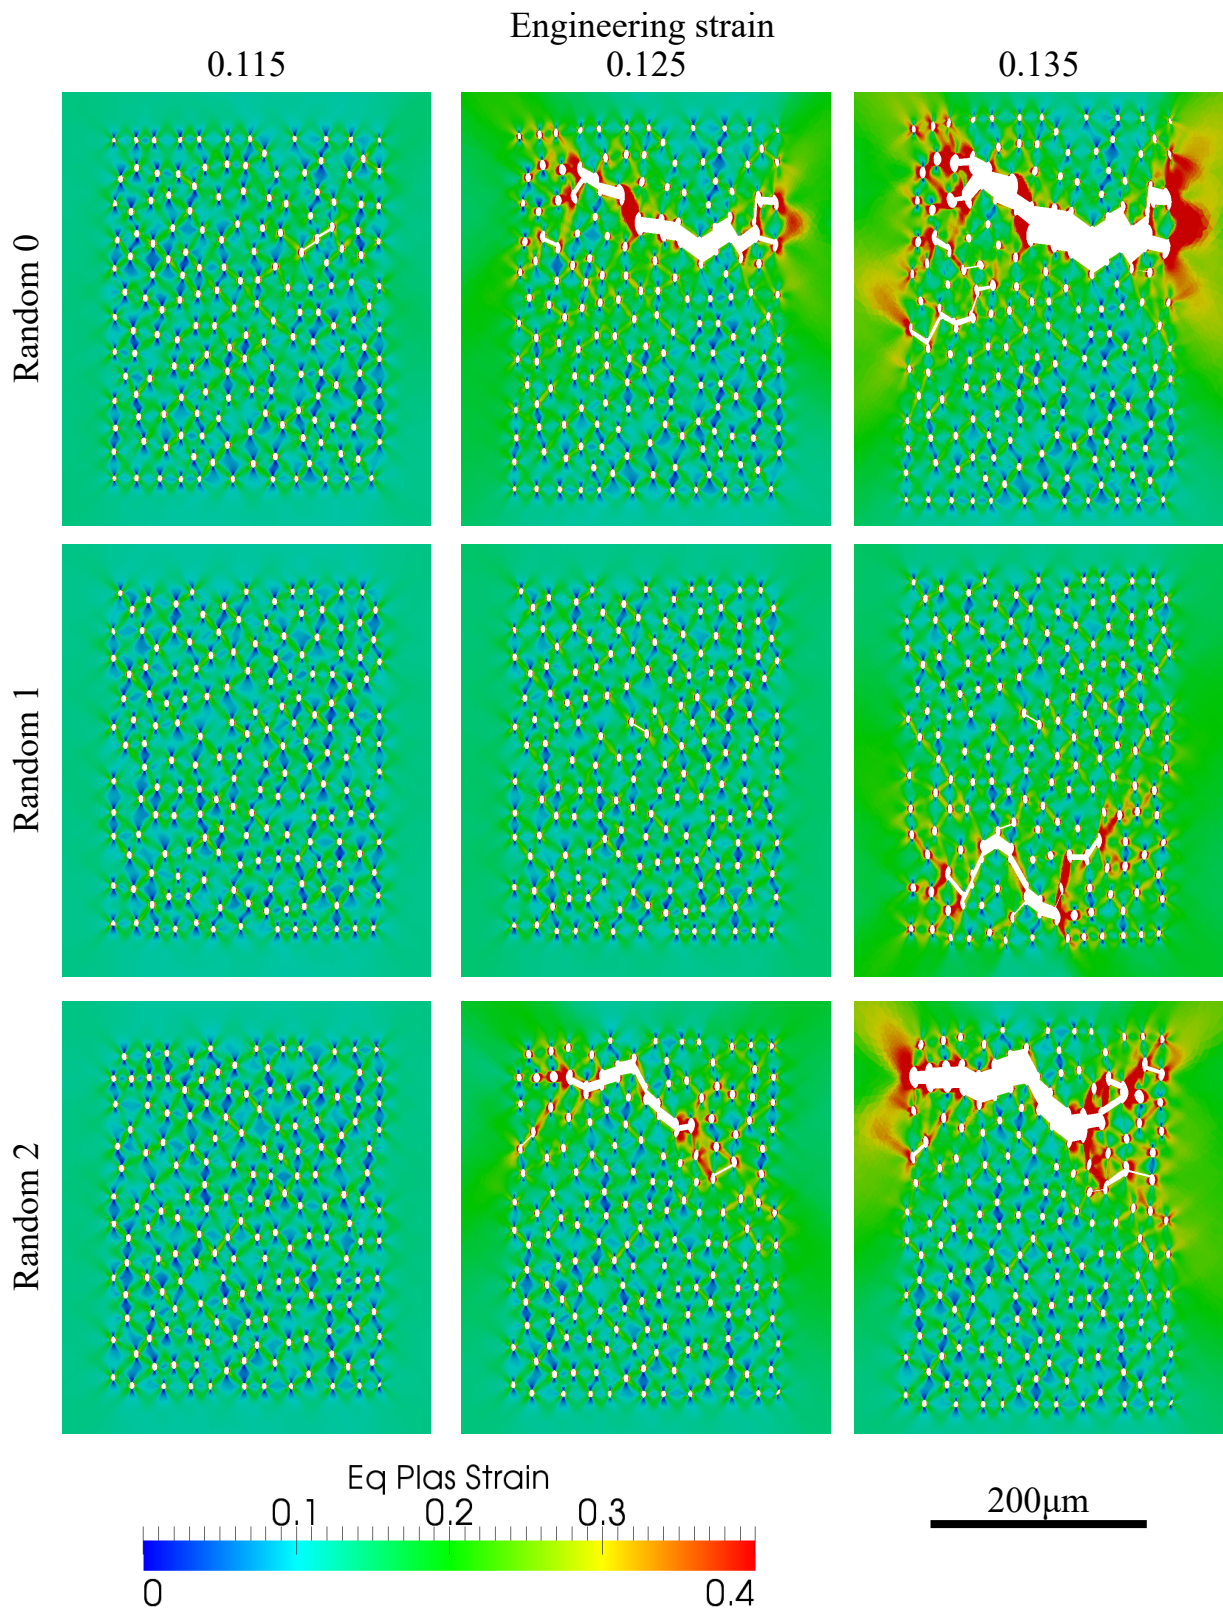 Engineering strain
0.115 0.125 0.135
Random 0
Random 1
Random 2
Eq Plas Strain
0.1 0.2 0.3
0 0.4
200μm